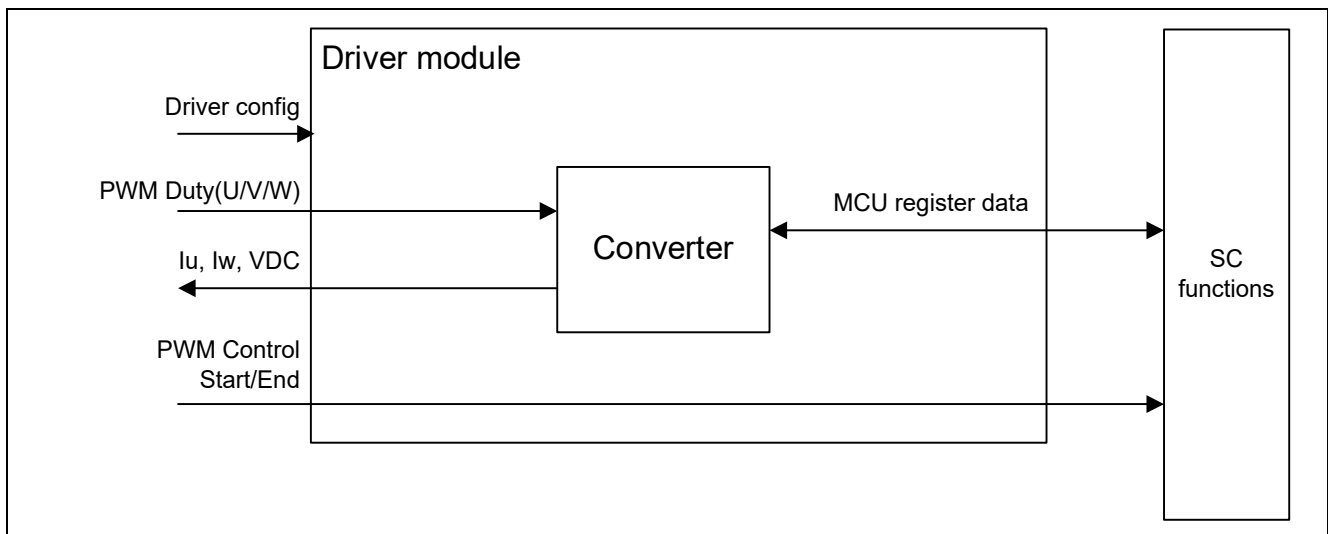 Driver module
Driver config
PWM Duty(U/V/W)
MCU register data
Converter
Iu, Iw, VDC
SC
functions
PWM Control
Start/End